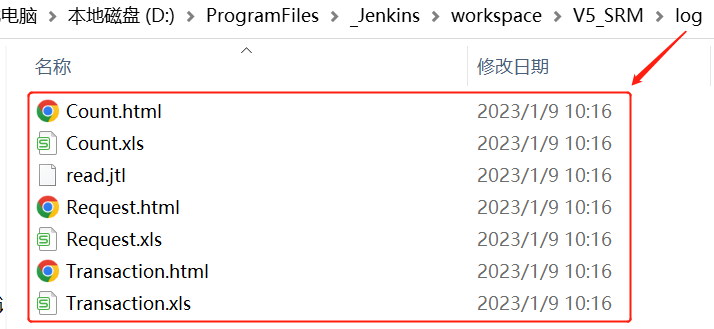 电脑 > 本地磁盘 (D:) > ProgramFiles > _Jenkins > workspace > V5_SRM > log
名称 修改日期
Count.html 2023/1/9 10:16
Count.xls 2023/1/9 10:16
read.jtl 2023/1/9 10:16
Request.html 2023/1/9 10:16
Request.xls 2023/1/9 10:16
Transaction.html 2023/1/9 10:16
Transaction.xls 2023/1/9 10:16